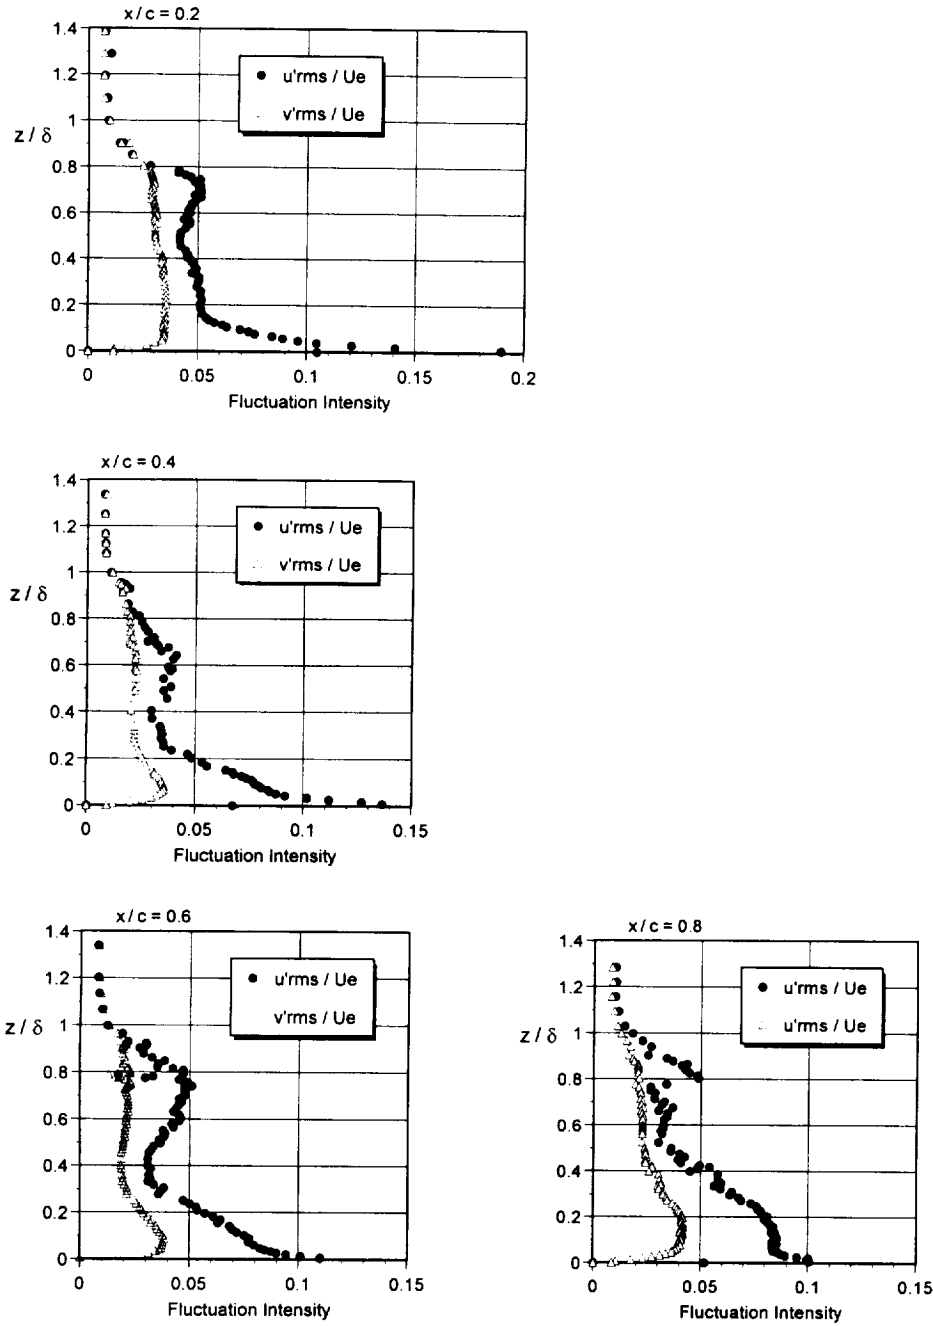 x/c = 0.2
1.4
1.2
1
z / δ
0.8
0.6
0.4
0.2
0
● u'rms / Ue
△ v'rms / Ue
0 0.05 0.1 0.15 0.2
Fluctuation Intensity
x/c = 0.4
1.4
1.2
1
z / δ
0.8
0.6
0.4
0.2
0
● u'rms / Ue
△ v'rms / Ue
0 0.05 0.1 0.15
Fluctuation Intensity
x/c = 0.6
1.4
1.2
1
z / δ
0.8
0.6
0.4
0.2
0
● u'rms / Ue
v'rms / Ue
0 0.05 0.1 0.15
Fluctuation Intensity
x/c = 0.8
1.4
1.2
1
z / δ
0.8
0.6
0.4
0.2
0
● u'rms / Ue
△ u'rms / Ue
0 0.05 0.1 0.15
Fluctuation Intensity